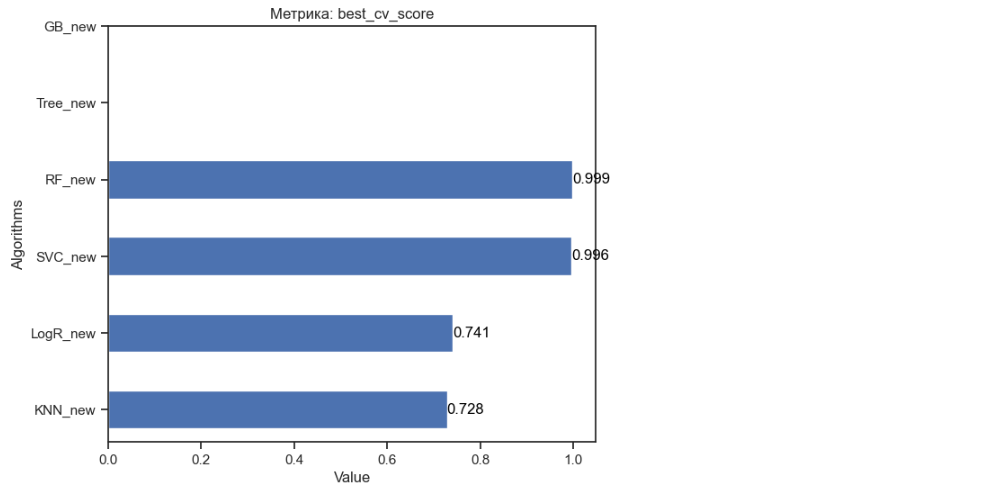 Метрика: best_cv_score
GB_new
Tree_new
RF_new
0.999
SVC_new
0.996
LogR_new
0.741
KNN_new
0.728
Algorithms
0.0 0.2 0.4 0.6 0.8 1.0
Value